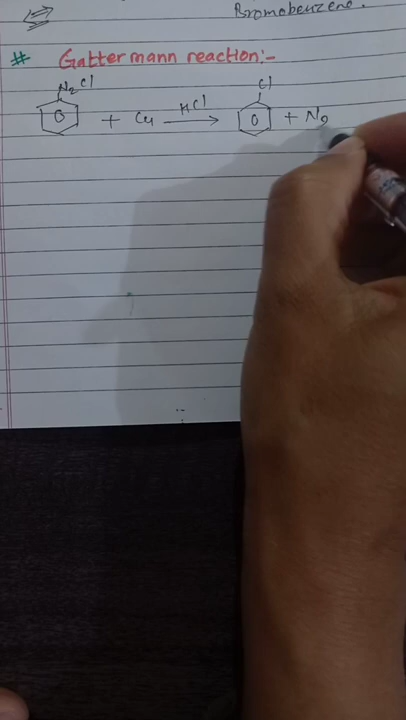 Bromobenzene.
# Gattermann reaction:-
N2Cl Cl
+ Cu HCl → + N2